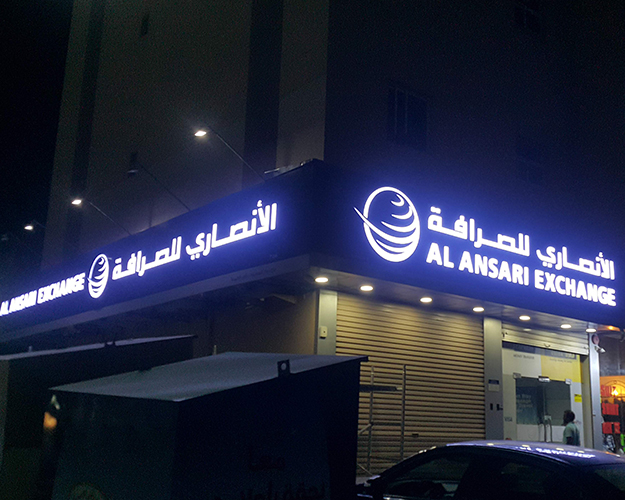 AL ANSARI EXCHANGE الأنصاري للصرافة
الأنصاري للصرافة
AL ANSARI EXCHANGE